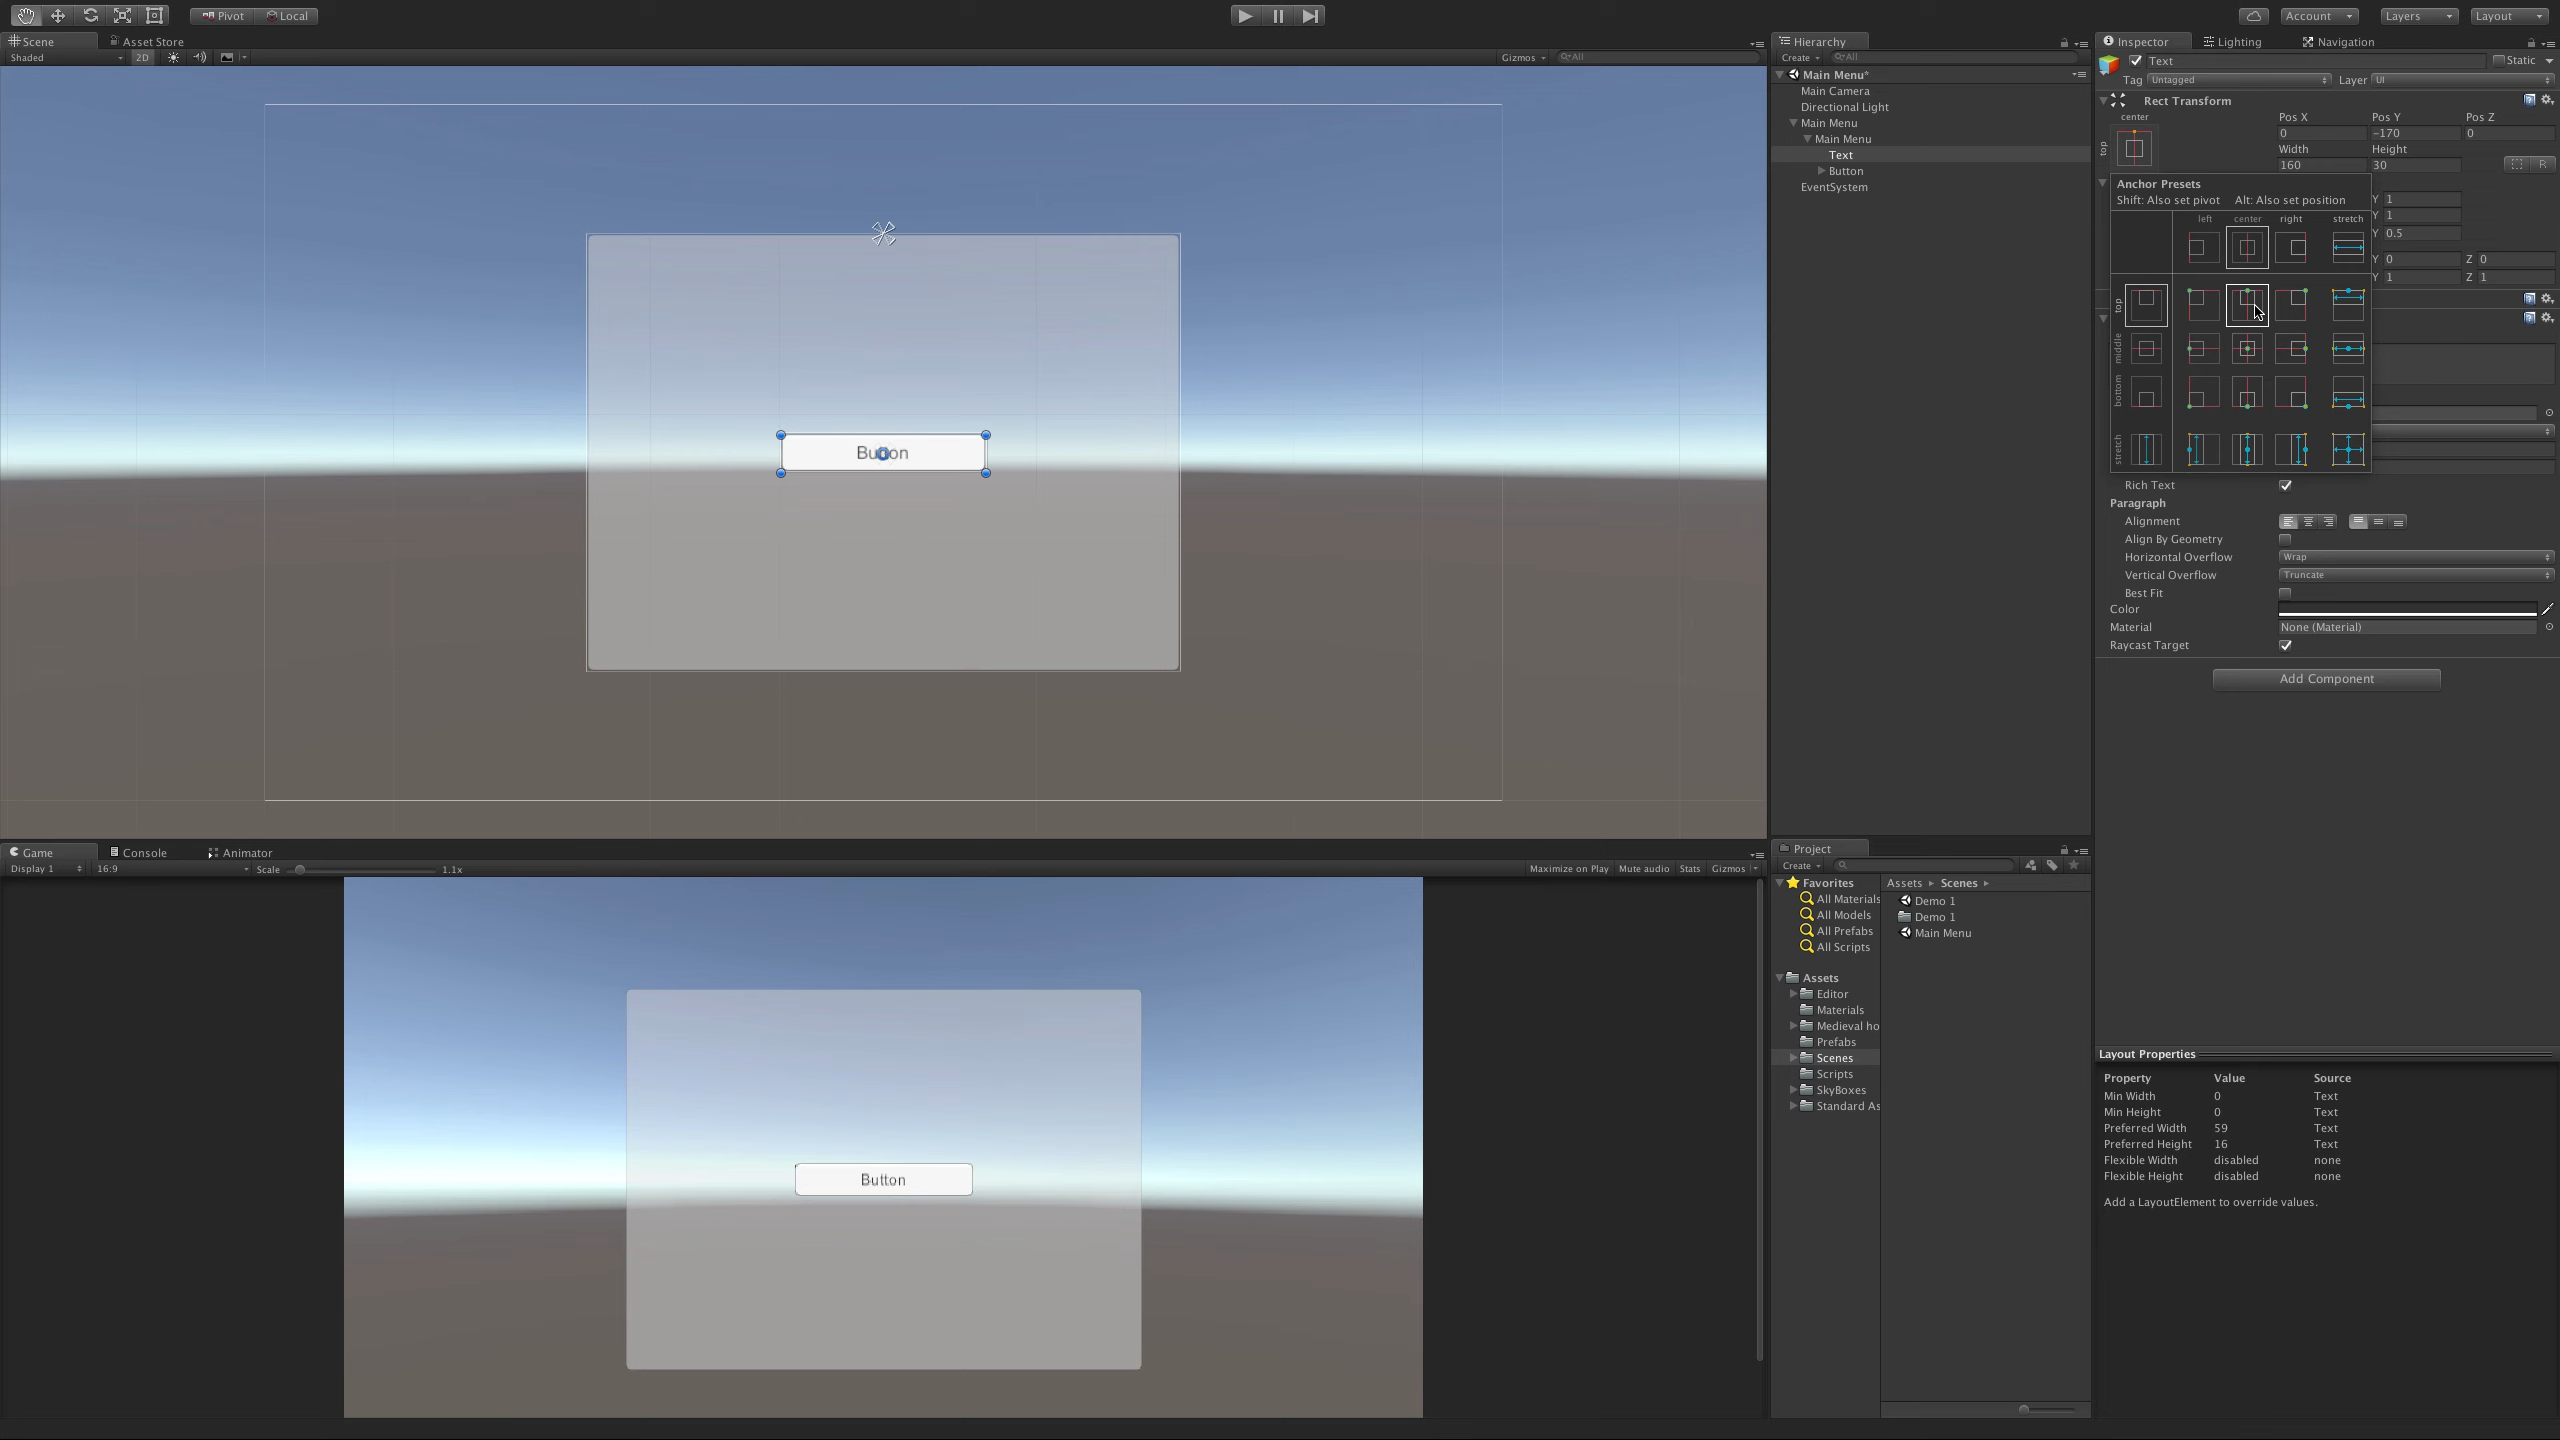 Pivot Local
Account Layers Layout
Scene Asset Store
Shaded 2D Gizmos All
Hierarchy
Create All
Main Menu*
Main Camera
Directional Light
Main Menu
Main Menu
Text
Button
EventSystem
Inspector Lighting Navigation
Text Static
Tag Untagged Layer UI
Rect Transform
center Pos X Pos Y Pos Z
top 0 -170 0
Width Height
160 30 R
Anchor Presets
Shift: Also set pivot Alt: Also set position
left center right stretch
top
middle
bottom
stretch
Y 1
Y 1
Y 0.5
Y 0 Z 0
Y 1 Z 1
Rich Text
Paragraph
Alignment
Align By Geometry
Horizontal Overflow Wrap
Vertical Overflow Truncate
Best Fit
Color
Material None (Material)
Raycast Target
Add Component
Game Console Animator
Display 1 16:9 Scale 1.1x Maximize on Play Mute audio Stats Gizmos
Button
Project
Create
Favorites
All Materials
All Models
All Prefabs
All Scripts
Assets
Editor
Materials
Medieval ho
Prefabs
Scenes
Scripts
SkyBoxes
Standard As
Assets Scenes
Demo 1
Demo 1
Main Menu
Layout Properties
Property Value Source
Min Width 0 Text
Min Height 0 Text
Preferred Width 59 Text
Preferred Height 16 Text
Flexible Width disabled none
Flexible Height disabled none
Add a LayoutElement to override values.